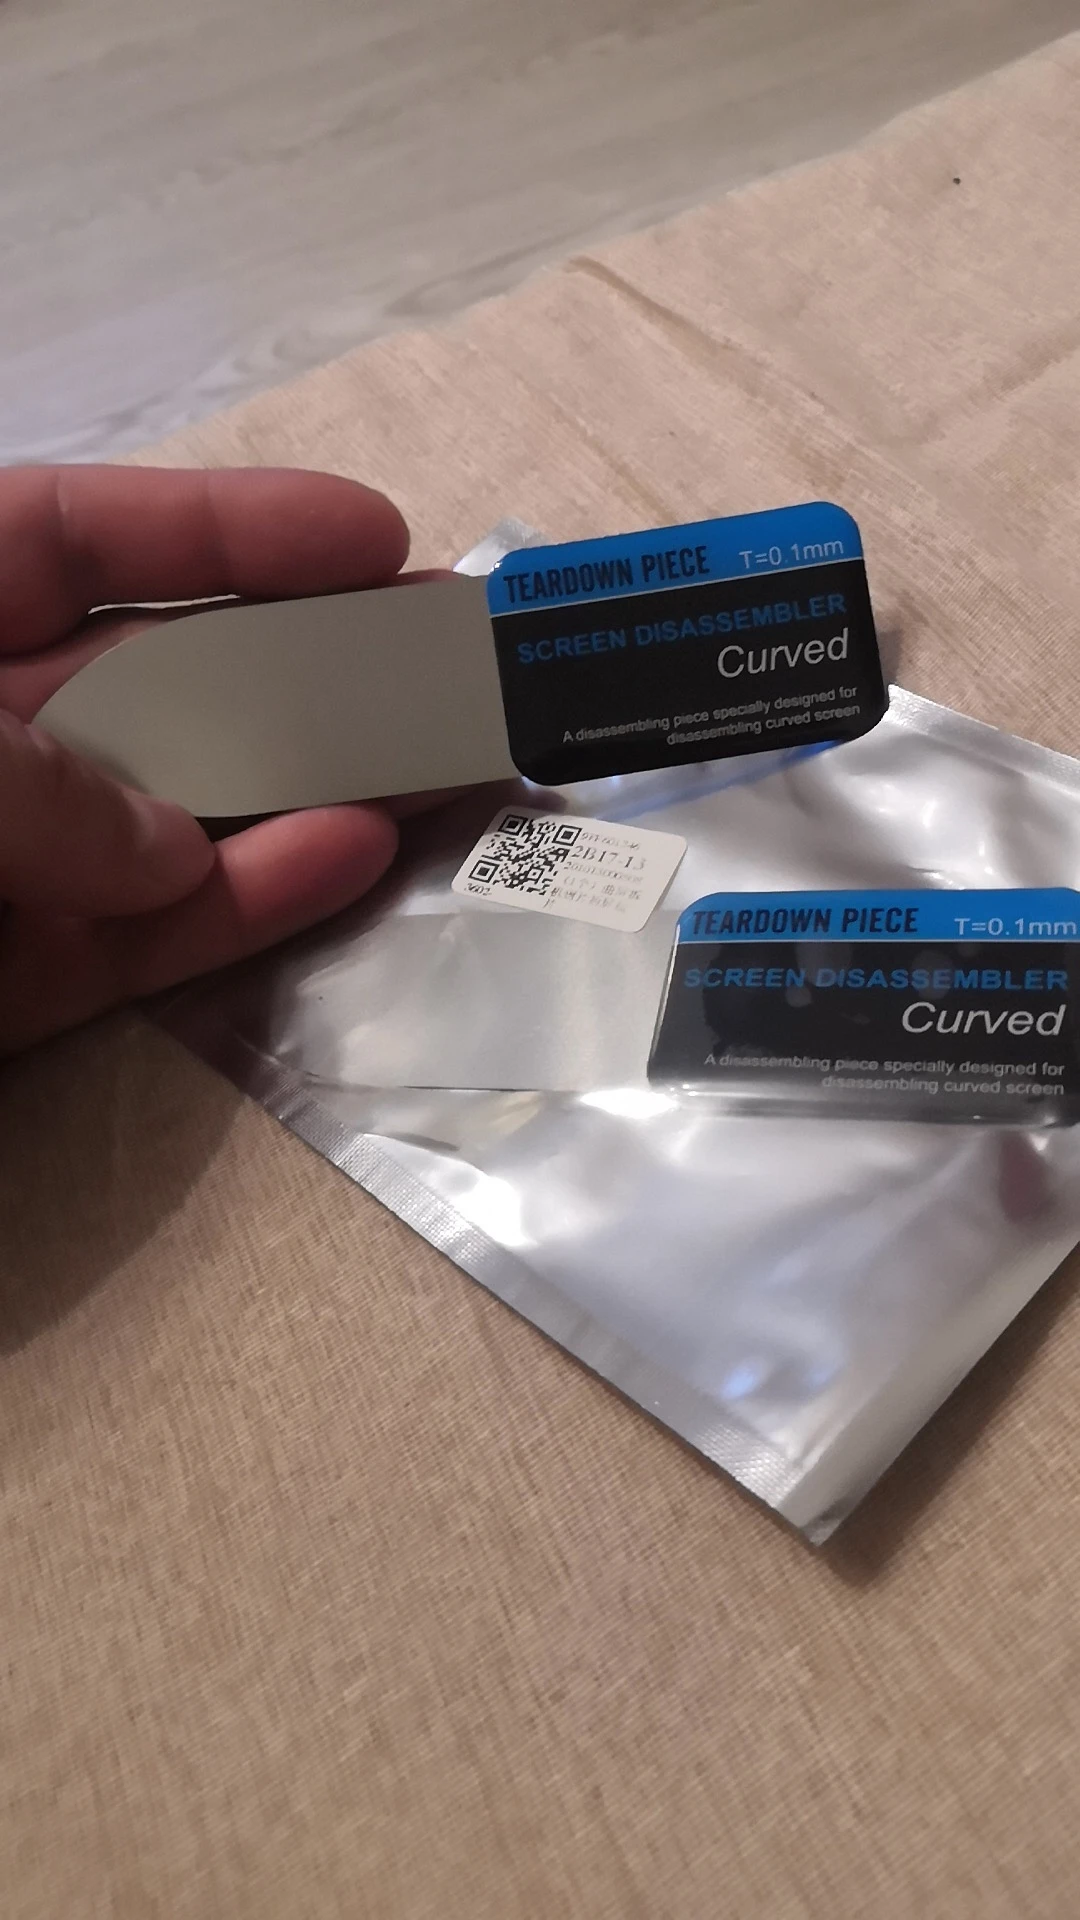 TEARDOWN PIECE T=0.1mm
SCREEN DISASSEMBLER
Curved
A disassembling piece specially designed for
disassembling curved screen
2B17-13
3602
TEARDOWN PIECE T=0.1mm
SCREEN DISASSEMBLER
Curved
A disassembling piece specially designed for
disassembling curved screen